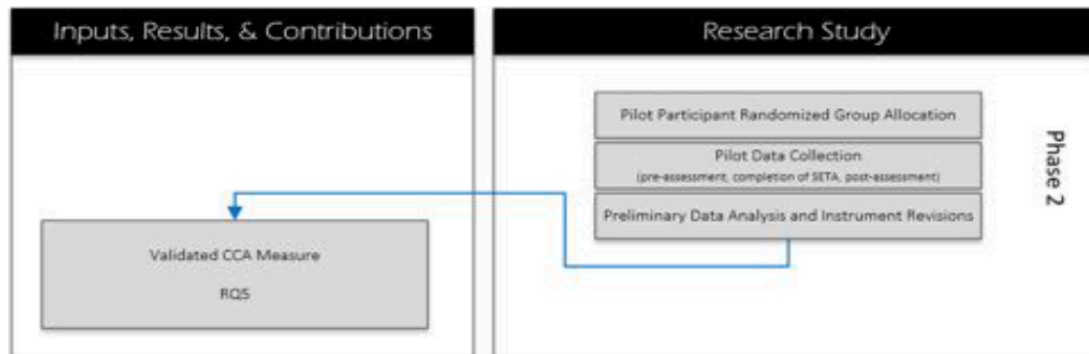 Inputs, Results, & Contributions
Validated CCA Measure
RQ5
Research Study
Pilot Participant Randomized Group Allocation
Pilot Data Collection
(pre-assessment, completion of SETA, post-assessment)
Preliminary Data Analysis and Instrument Revisions
Phase 2